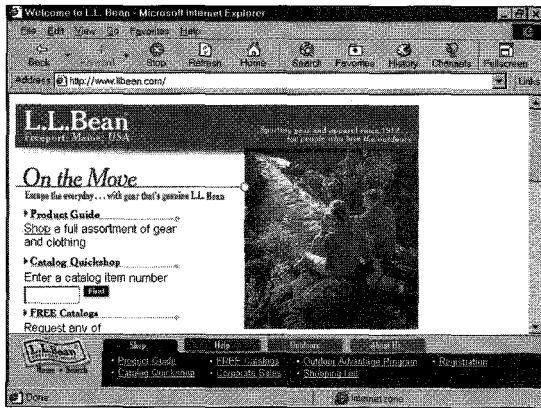 Welcome to L.L. Bean - Microsoft Internet Explorer
File Edit View Go Favorites Help
Back Stop Refresh Home Search Favorites History Channels Fullscreen
Address http://www.llbean.com/ Links
L.L.Bean
Freeport, Maine, USA
Sporting gear and apparel since 1912
for people who love the outdoors
On the Move
Escape the everyday...with gear that's genuine L.L. Bean
Product Guide
Shop a full assortment of gear
and clothing
Catalog Quickshop
Enter a catalog item number
Find
FREE Catalogs
Request any of
L.L.Bean
Home • Search
Shop Help Outdoors About Us
• Product Guide • FREE Catalogs • Outdoor Advantage Program • Registration
• Catalog Quickshop • Corporate Sales • Shopping List
Done Internet zone